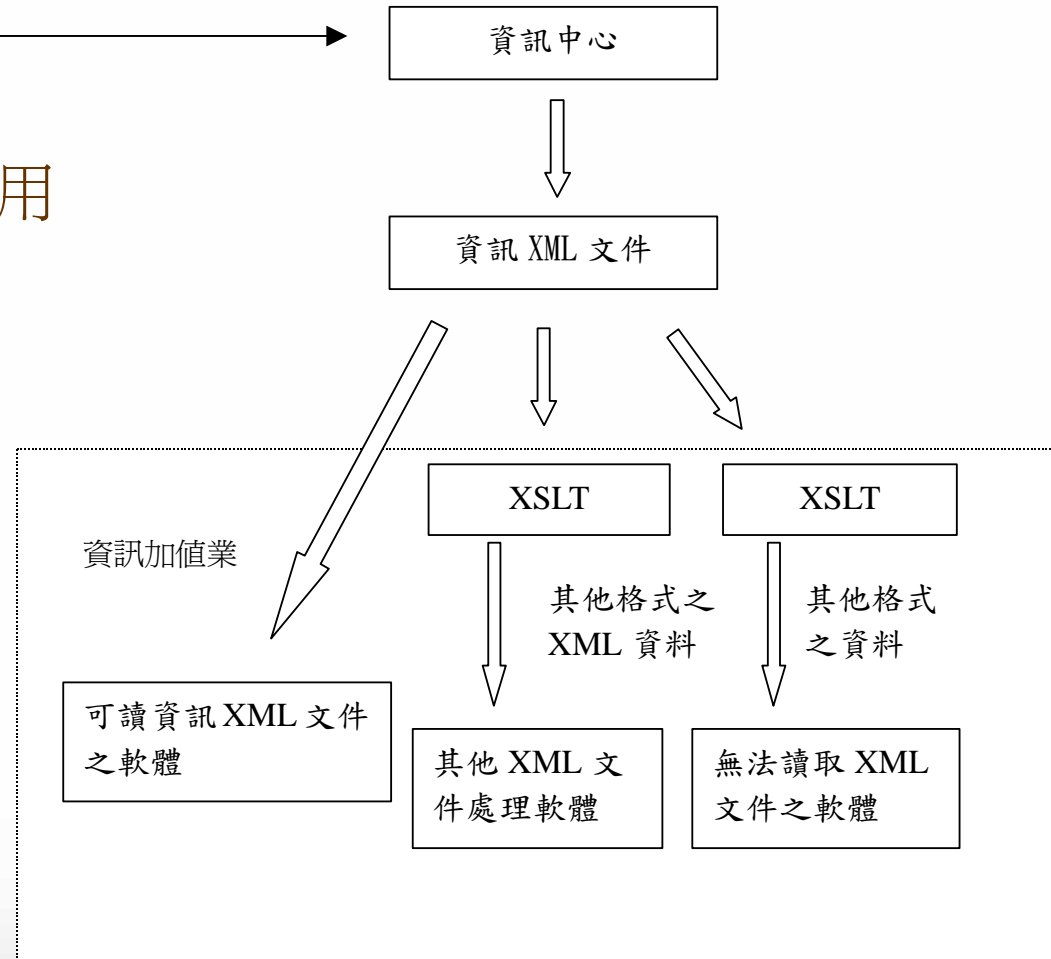 資訊中心
用
資訊 XML 文件
XSLT
XSLT
資訊加值業
其他格式之
XML 資料
其他格式
之資料
可讀資訊 XML 文件
之軟體
其他 XML 文
件處理軟體
無法讀取 XML
文件之軟體